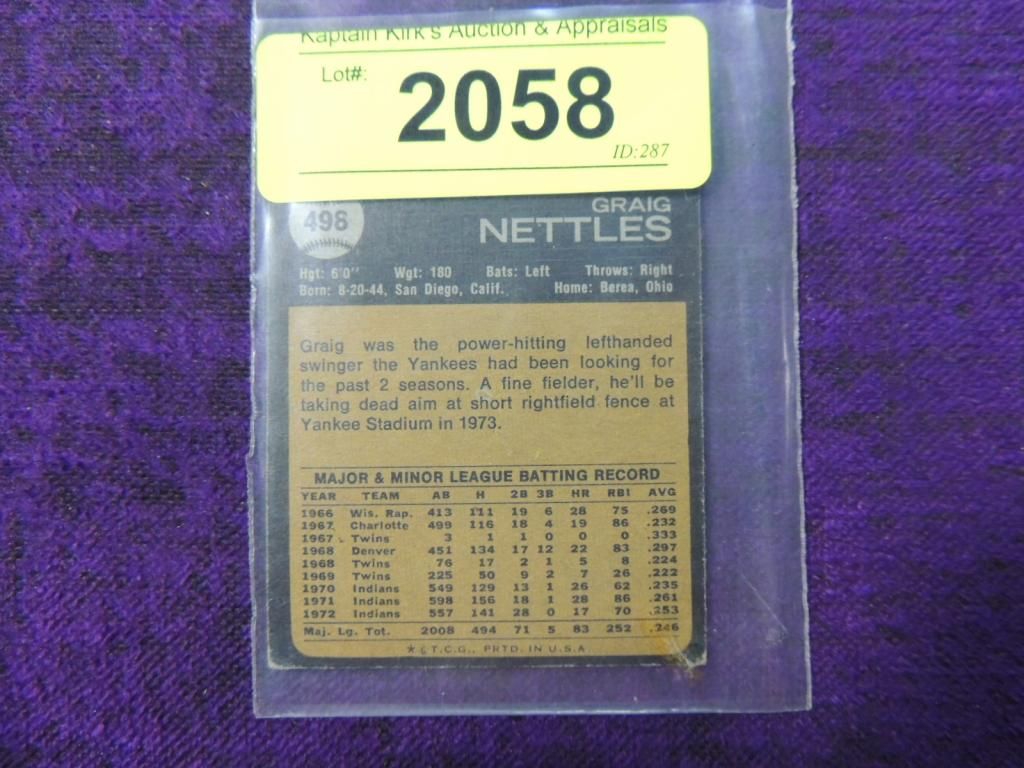 Kaptain Kirk's Auction & Appraisals
Lot#: 2058
ID:287
498 GRAIG
NETTLES
Hgt: 6'0" Wgt: 180 Bats: Left Throws: Right
Born: 8-20-44, San Diego, Calif. Home: Berea, Ohio
Graig was the power-hitting lefthanded
swinger the Yankees had been looking for
the past 2 seasons. A fine fielder, he'll be
taking dead aim at short rightfield fence at
Yankee Stadium in 1973.
MAJOR & MINOR LEAGUE BATTING RECORD
YEAR TEAM AB H 2B 3B HR RBI AVG
1966 Wis. Rap. 413 111 19 6 28 75 .269
1967 Charlotte 499 116 18 4 19 86 .232
1967 Twins 3 1 1 0 0 0 .333
1968 Denver 451 134 17 12 22 83 .297
1968 Twins 76 17 2 1 5 8 .224
1969 Twins 225 50 9 2 7 26 .222
1970 Indians 549 129 13 1 26 62 .235
1971 Indians 598 156 18 1 28 86 .261
1972 Indians 557 141 28 0 17 70 .253
Maj. Lg. Tot. 2008 494 71 5 83 252 .246
* © T.C.G., PRTD. IN U.S.A